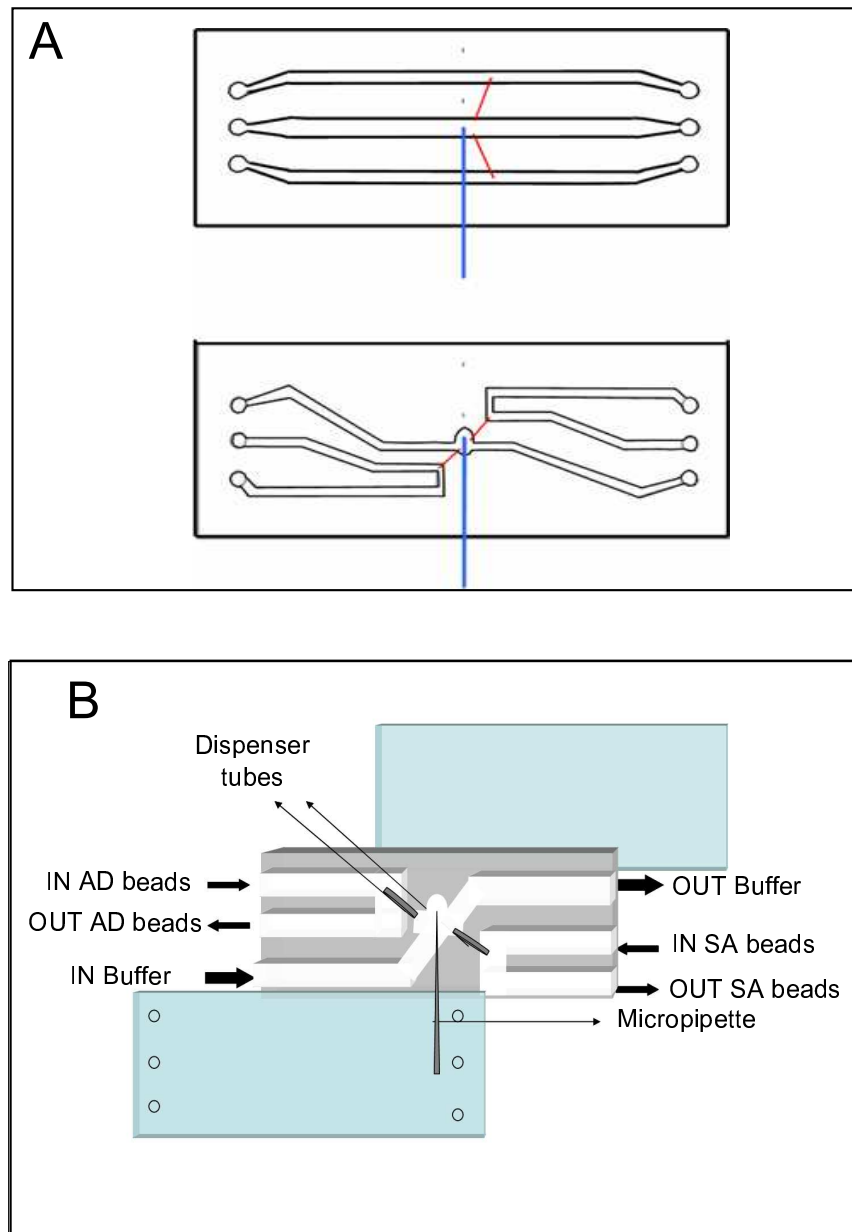 A
B
Dispenser
tubes
IN AD beads
OUT Buffer
OUT AD beads
IN SA beads
IN Buffer
OUT SA beads
Micropipette